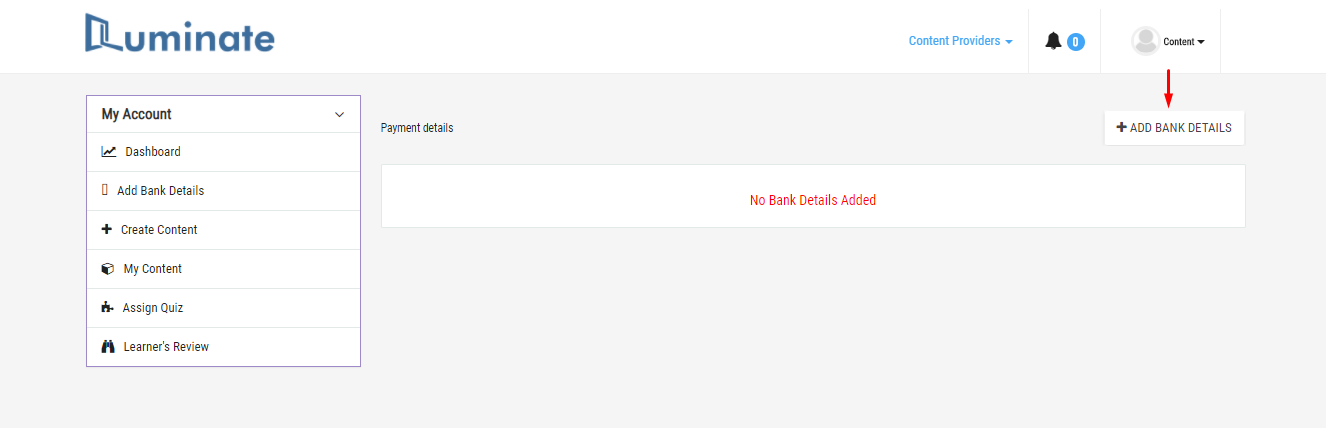 Luminate
Content Providers
0
Content
My Account
Dashboard
Add Bank Details
Create Content
My Content
Assign Quiz
Learner's Review
Payment details
ADD BANK DETAILS
No Bank Details Added